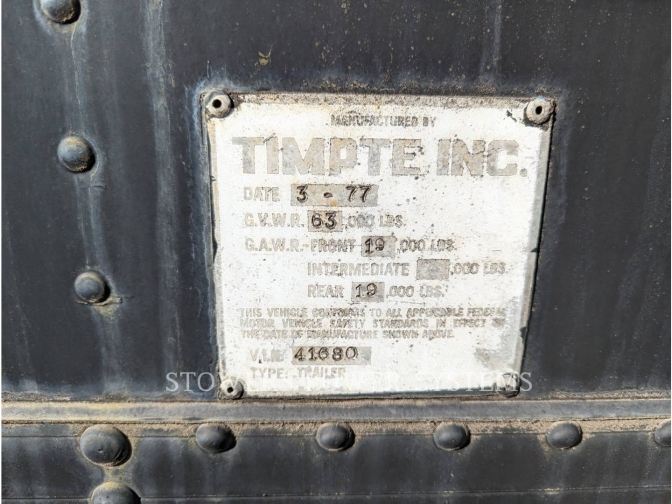 MANUFACTURED BY
TIMPTE, INC.
DATE 3 - 77
G.V.W.R. 63,000 LBS.
G.A.W.R.-FRONT 19,000 LBS.
INTERMEDIATE - ,000 LBS.
REAR 19,000 LBS.
THIS VEHICLE CONFORMS TO ALL APPLICABLE FEDERAL
MOTOR VEHICLE SAFETY STANDARDS IN EFFECT ON
THE DATE OF MANUFACTURE SHOWN ABOVE.
V.I.N. 41680
TYPE: TRAILER